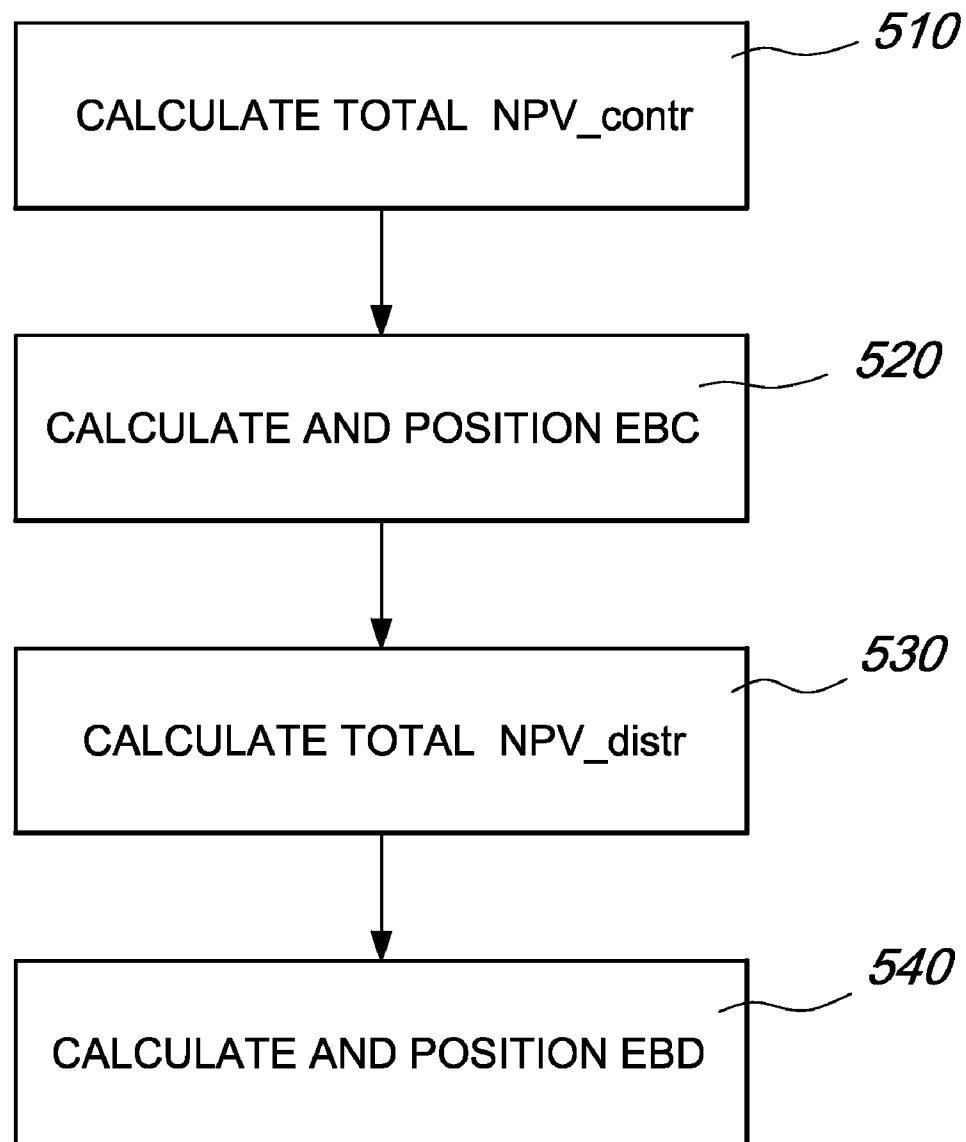 510
CALCULATE TOTAL NPV_contr
520
CALCULATE AND POSITION EBC
530
CALCULATE TOTAL NPV_distr
540
CALCULATE AND POSITION EBD